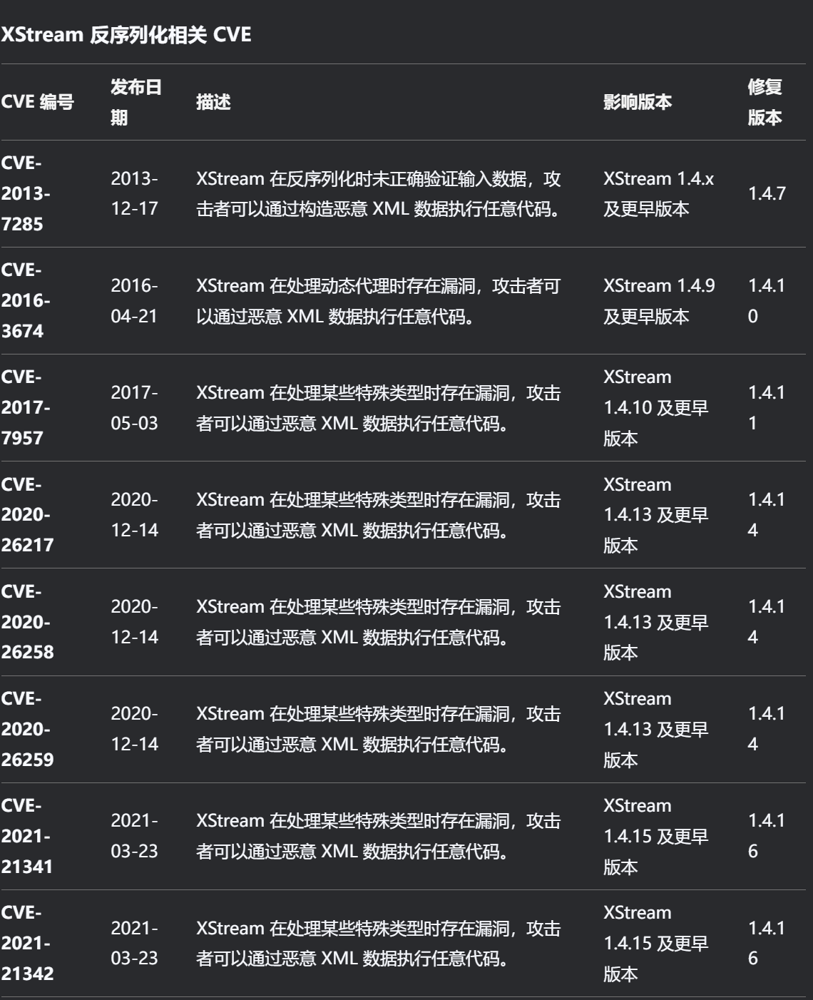 XStream 反序列化相关 CVE
CVE 编号
发布日
期
描述
影响版本
修复
版本
CVE-
2013-
7285
2013-
12-17
XStream 在反序列化时未正确验证输入数据，攻
击者可以通过构造恶意 XML 数据执行任意代码。
XStream 1.4.x
及更早版本
1.4.7
CVE-
2016-
3674
2016-
04-21
XStream 在处理动态代理时存在漏洞，攻击者可
以通过恶意 XML 数据执行任意代码。
XStream 1.4.9
及更早版本
1.4.1
0
CVE-
2017-
7957
2017-
05-03
XStream 在处理某些特殊类型时存在漏洞，攻击
者可以通过恶意 XML 数据执行任意代码。
XStream
1.4.10 及更早
版本
1.4.1
1
CVE-
2020-
26217
2020-
12-14
XStream 在处理某些特殊类型时存在漏洞，攻击
者可以通过恶意 XML 数据执行任意代码。
XStream
1.4.13 及更早
版本
1.4.1
4
CVE-
2020-
26258
2020-
12-14
XStream 在处理某些特殊类型时存在漏洞，攻击
者可以通过恶意 XML 数据执行任意代码。
XStream
1.4.13 及更早
版本
1.4.1
4
CVE-
2020-
26259
2020-
12-14
XStream 在处理某些特殊类型时存在漏洞，攻击
者可以通过恶意 XML 数据执行任意代码。
XStream
1.4.13 及更早
版本
1.4.1
4
CVE-
2021-
21341
2021-
03-23
XStream 在处理某些特殊类型时存在漏洞，攻击
者可以通过恶意 XML 数据执行任意代码。
XStream
1.4.15 及更早
版本
1.4.1
6
CVE-
2021-
21342
2021-
03-23
XStream 在处理某些特殊类型时存在漏洞，攻击
者可以通过恶意 XML 数据执行任意代码。
XStream
1.4.15 及更早
版本
1.4.1
6